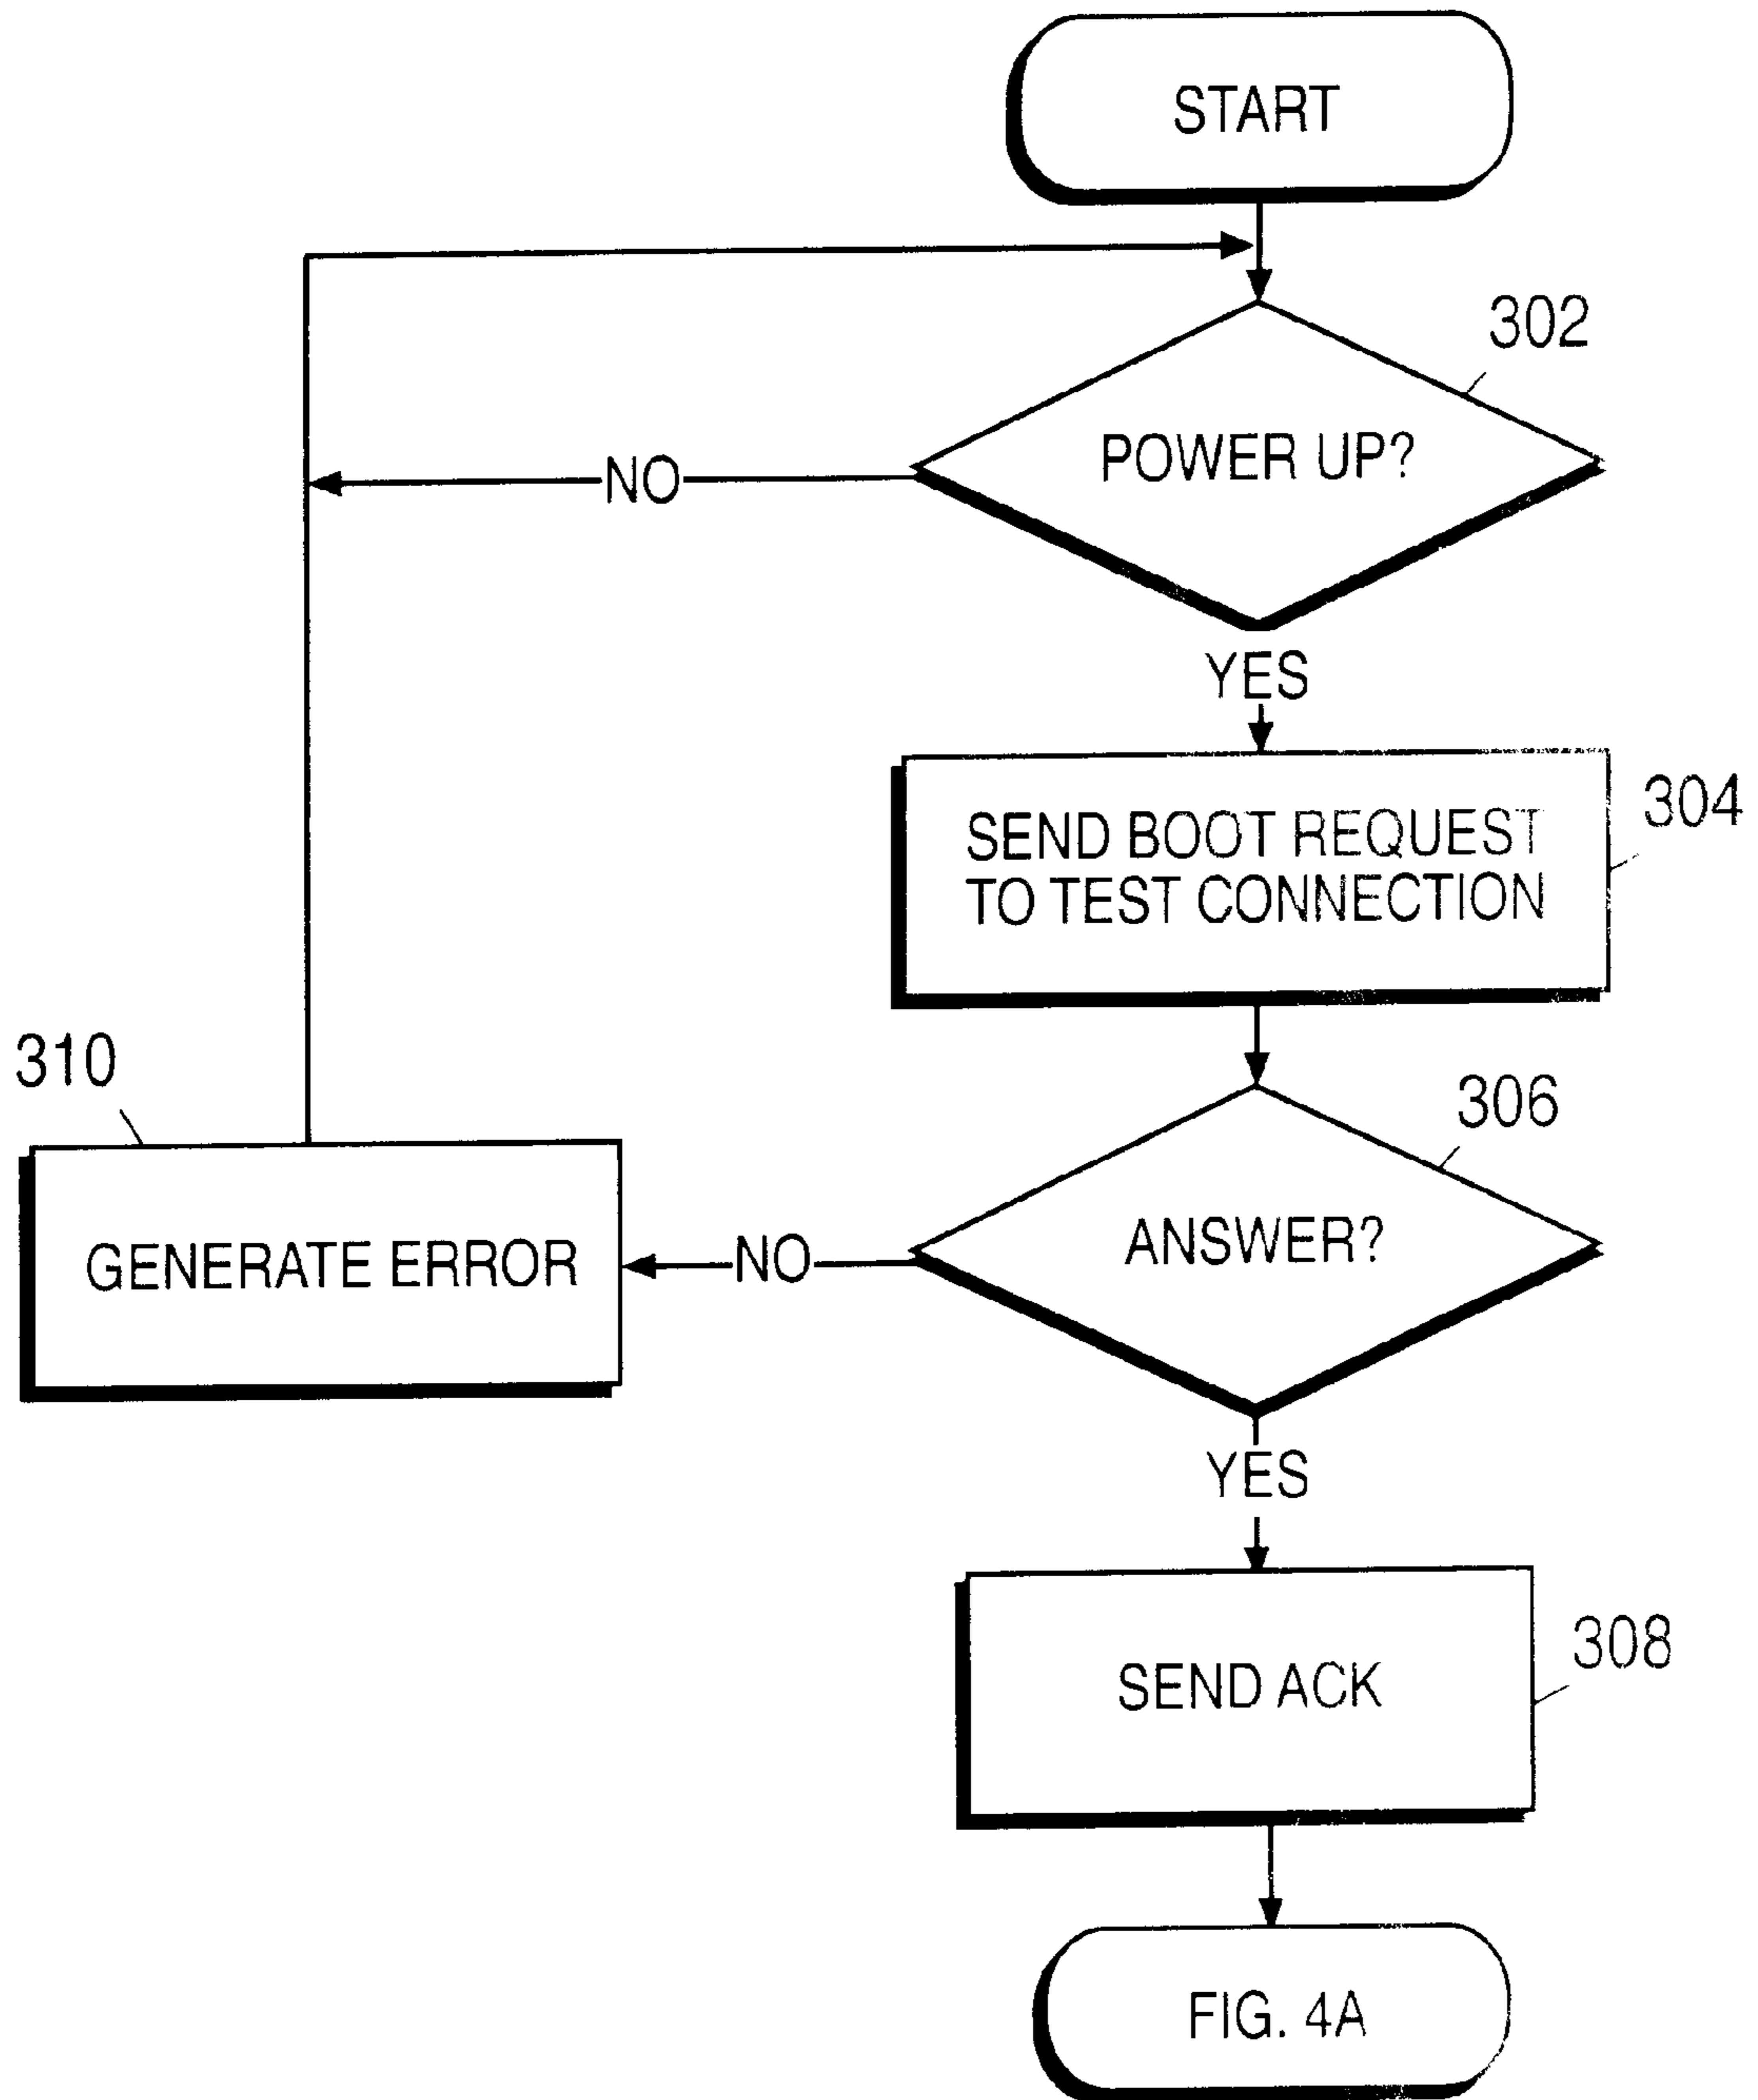 START
302
POWER UP?
NO
YES
304
SEND BOOT REQUEST
TO TEST CONNECTION
310
306
GENERATE ERROR
NO
ANSWER?
YES
308
SEND ACK
FIG. 4A